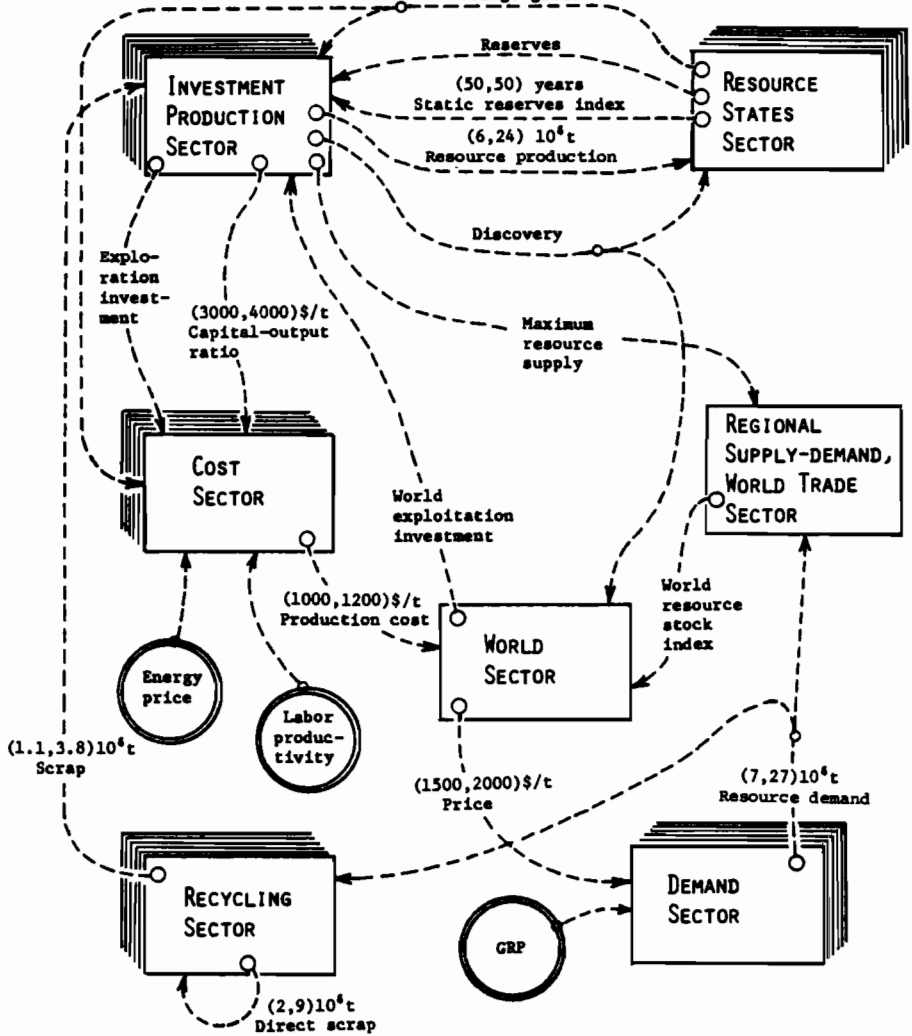 Reserves
(50,50) years
Static reserves index
(6,24) 10⁶t
Resource production
INVESTMENT
PRODUCTION
SECTOR
RESOURCE
STATES
SECTOR
Discovery
Explo-
ration
invest-
ment
(3000,4000)$/t
Capital-output
ratio
Maximum
resource
supply
COST
SECTOR
REGIONAL
SUPPLY-DEMAND,
WORLD TRADE
SECTOR
World
exploitation
investment
(1000,1200)$/t
Production cost
WORLD
SECTOR
World
resource
stock
index
Energy
price
Labor
produc-
tivity
(1.1,3.8)10⁶t
Scrap
(1500,2000)$/t
Price
(7,27)10⁶t
Resource demand
RECYCLING
SECTOR
GRP
DEMAND
SECTOR
(2,9)10⁶t
Direct scrap